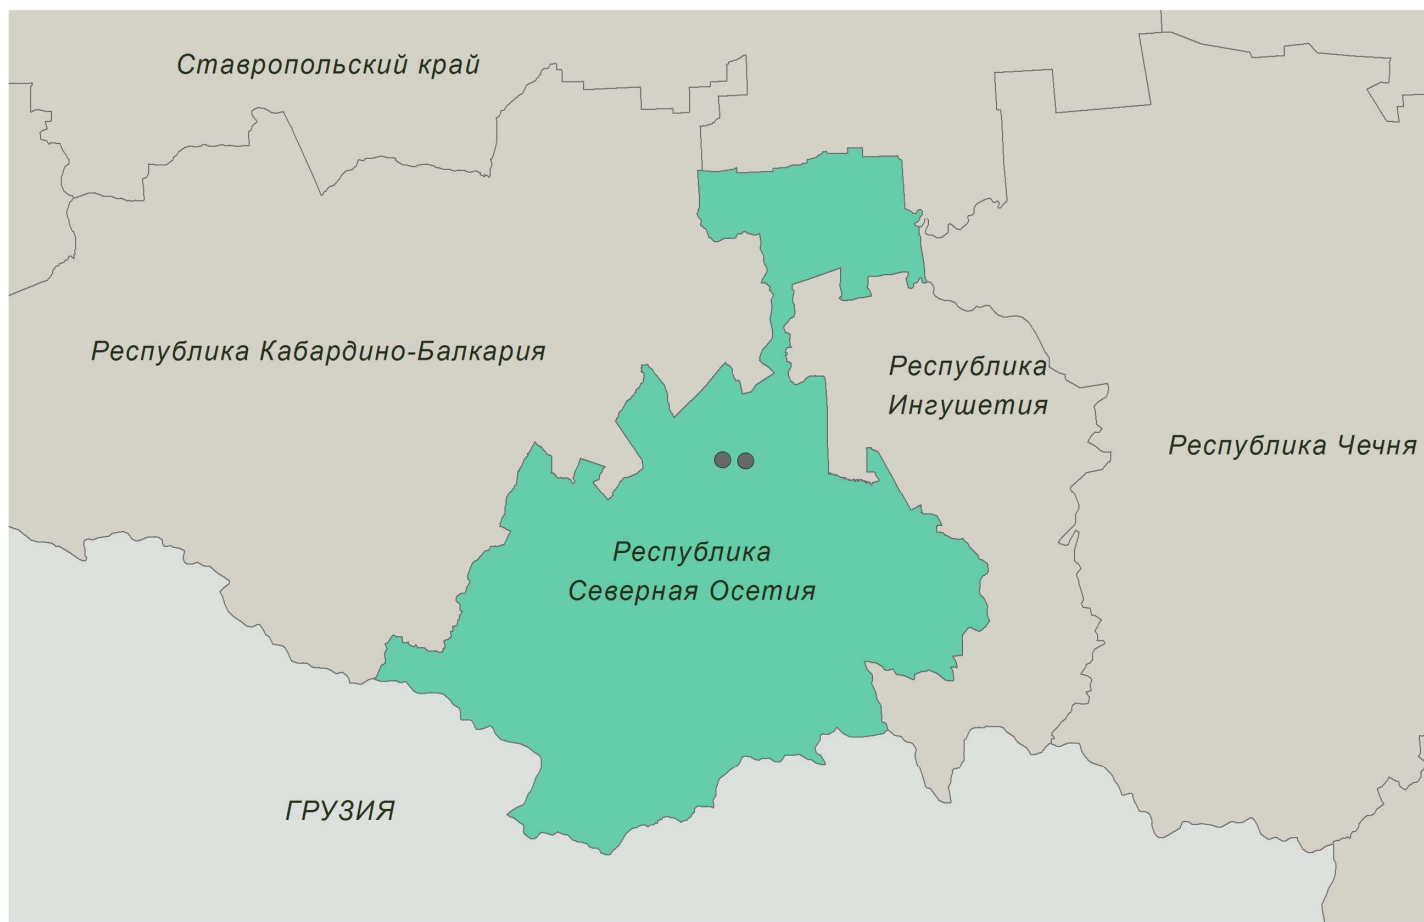 Ставропольский край
Республика Кабардино-Балкария
Республика
Ингушетия
Республика Чечня
Республика
Северная Осетия
ГРУЗИЯ